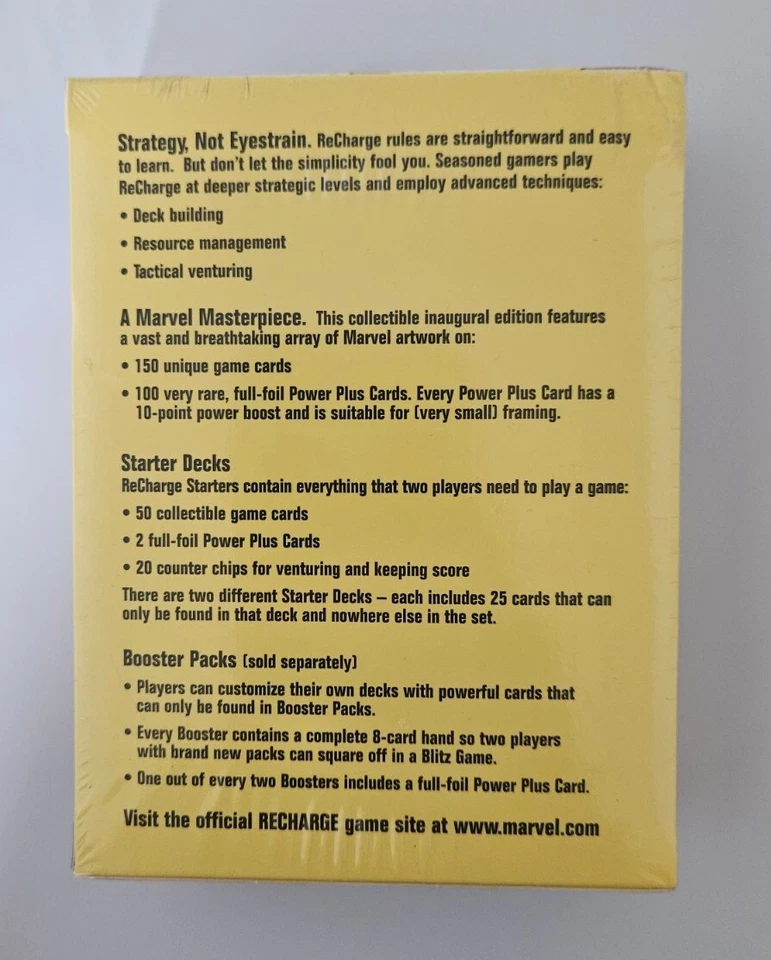 Strategy, Not Eyestrain. ReCharge rules are straightforward and easy
to learn. But don't let the simplicity fool you. Seasoned gamers play
ReCharge at deeper strategic levels and employ advanced techniques:
• Deck building
• Resource management
• Tactical venturing
A Marvel Masterpiece. This collectible inaugural edition features
a vast and breathtaking array of Marvel artwork on:
• 150 unique game cards
• 100 very rare, full-foil Power Plus Cards. Every Power Plus Card has a
10-point power boost and is suitable for (very small) framing.
Starter Decks
ReCharge Starters contain everything that two players need to play a game:
• 50 collectible game cards
• 2 full-foil Power Plus Cards
• 20 counter chips for venturing and keeping score
There are two different Starter Decks – each includes 25 cards that can
only be found in that deck and nowhere else in the set.
Booster Packs (sold separately)
• Players can customize their own decks with powerful cards that
can only be found in Booster Packs.
• Every Booster contains a complete 8-card hand so two players
with brand new packs can square off in a Blitz Game.
• One out of every two Boosters includes a full-foil Power Plus Card.
Visit the official RECHARGE game site at www.marvel.com